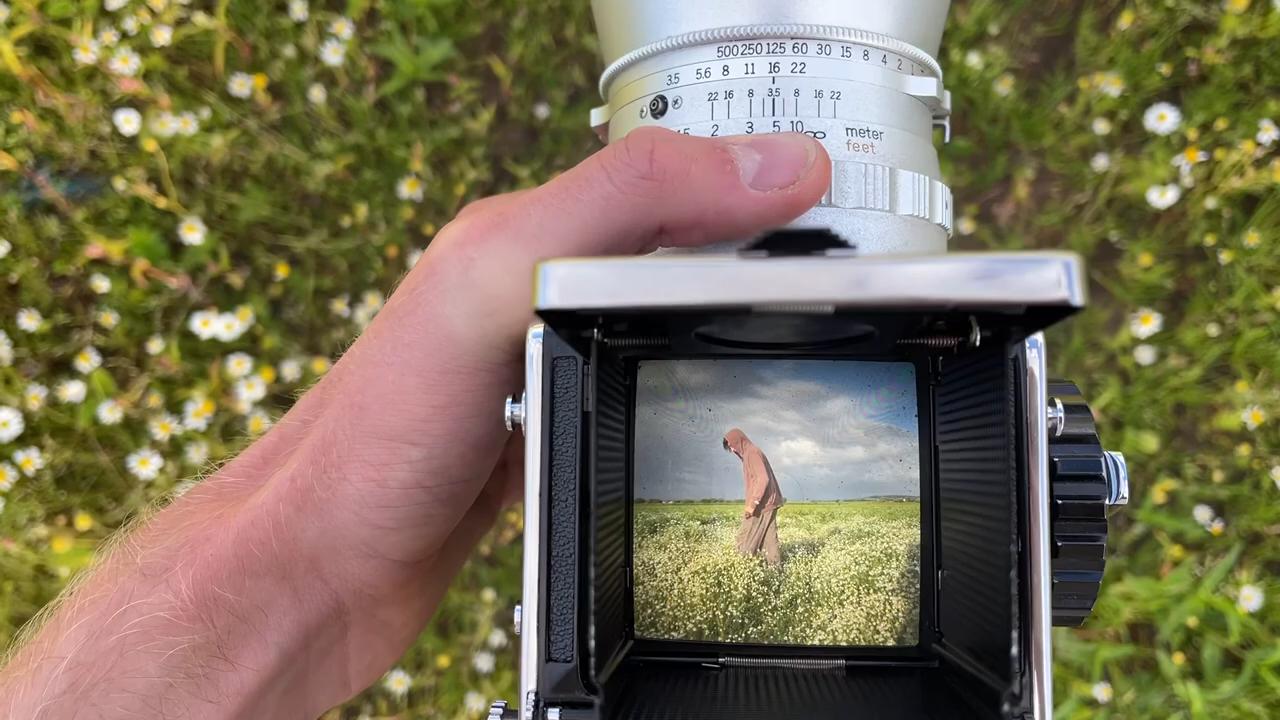 500 250 125 60 30 15 8 4 2 1
3.5 5.6 8 11 16 22
22 16 8 3.5 8 16 22
2 3 5 10 ∞ meter
feet